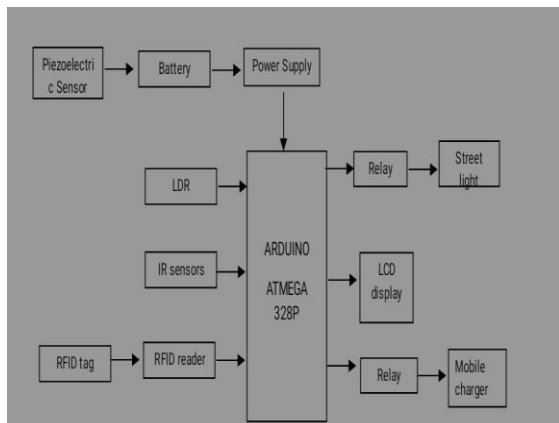 Piezoelectri
c Sensor
Battery
Power Supply
LDR
IR sensors
RFID tag
RFID reader
ARDUINO
ATMEGA
328P
Relay
Street
light
LCD
display
Relay
Mobile
charger